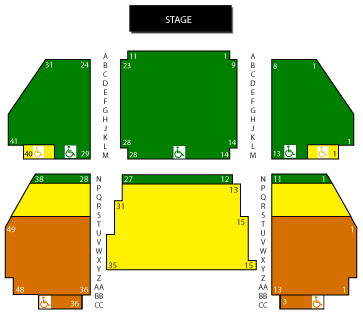 STAGE
A 11 1 A
31 24 B 23 9 B 8 1
C C
D D
E E
F F
G G
H H
J J
41 K 28 14 K 1
L L
40 29 M 28 14 M 13 1
38 28 N 27 12 N 11 1
P 13 P
Q Q
R 31 R
S S
49 T 15 T 1
U U
V V
W W
X X
Y 35 15 Y
Z Z
48 36 AA AA 13 1
BB BB
36 CC CC 3